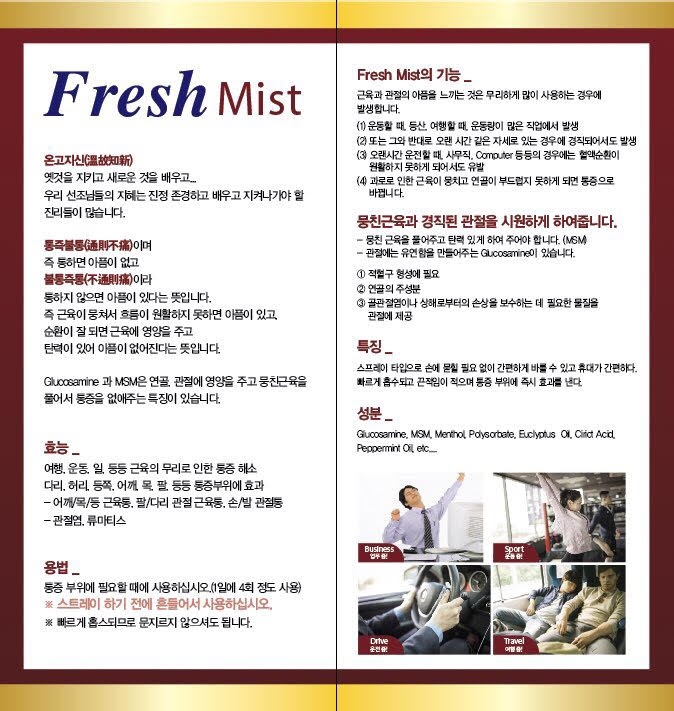 Fresh Mist
온고지신(溫故知新)
옛것을 지키고 새로운 것을 배우고...
우리 선조님들의 지혜는 진정 존경하고 배우고 지켜나가야 할
진리들이 많습니다.
통즉불통(通則不痛)이며
즉 통하면 아픔이 없고
불통즉통(不通則痛)이라
통하지 않으면 아픔이 있다는 뜻입니다.
즉 근육이 뭉쳐서 흐름이 원활하지 못하면 아픔이 있고,
순환이 잘 되면 근육에 영양을 주고
탄력이 있어 아픔이 없어진다는 뜻입니다.
Glucosamine 과 MSM은 연골, 관절에 영양을 주고 뭉친근육을
풀어서 통증을 없애주는 특징이 있습니다.
효능 _
여행, 운동, 일, 등등 근육의 무리로 인한 통증 해소
다리, 허리, 등쪽, 어깨, 목, 팔, 등등 통증부위에 효과
- 어깨/목/등 근육통, 팔/다리 관절 근육통, 손/발 관절통
- 관절염, 류마티스
용법 _
통증 부위에 필요할 때에 사용하십시오.(1일에 4회 정도 사용)
※ 스트레이 하기 전에 흔들어서 사용하십시오.
※ 빠르게 흡스되므로 문지르지 않으셔도 됩니다.
Fresh Mist의 기능 _
근육과 관절의 아픔을 느끼는 것은 무리하게 많이 사용하는 경우에
발생합니다.
(1) 운동할 때, 등산, 여행할 때, 운동량이 많은 직업에서 발생
(2) 또는 그와 반대로 오랜 시간 같은 자세로 있는 경우에 경직되어서도 발생
(3) 오랜시간 운전할 때, 사무직, Computer 등등의 경우에는 혈액순환이
원활하지 못하게 되어서도 유발
(4) 과로로 인한 근육이 뭉치고 연골이 부드럽지 못하게 되면 통증으로
바뀝니다.
뭉친근육과 경직된 관절을 시원하게 하여줍니다.
- 뭉친 근육을 풀어주고 탄력 있게 하여 주어야 합니다. (MSM)
- 관절에는 유연함을 만들어주는 Glucosamine이 있습니다.
① 적혈구 형성에 필요
② 연골의 주성분
③ 골관절염이나 상해로부터의 손상을 보수하는 데 필요한 물질을
관절에 제공
특징 _
스프레이 타입으로 손에 묻힐 필요 없이 간편하게 바를 수 있고 휴대가 간편하다.
빠르게 흡수되고 끈적임이 적으며 통증 부위에 즉시 효과를 낸다.
성분 _
Glucosamine, MSM, Menthol, Polysorbate, Euclyptus Oil, Cirict Acid,
Peppermint Oil, etc...
Business
업무 중!
Sport
운동 중!
Drive
운전 중!
Travel
여행 중!